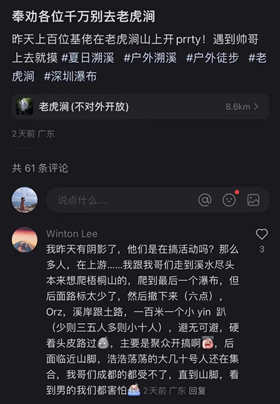 奉劝各位千万别去老虎涧
昨天上百位基佬在老虎涧山上开 prrty！遇到帅哥
上去就摸 #夏日溯溪 #户外溯溪 #户外徒步 #老
虎涧 #深圳瀑布
老虎涧 (不对外开放)
8.6km >
2天前 广东
共 61 条评论
说点什么...
Winton Lee
我昨天有阴影了，他们是在搞活动吗？那么
多人，在上游......我跟我哥们走到溪水尽头
本来想爬梧桐山的，爬到最后一个瀑布，但
后面路标太少了，然后撤下来（六点），
Orz，溪岸跟土路，一百米一个小 yin 趴
（少则三五人多则小十人），避无可避，硬
着头皮路过，主要是聚众开搞啊，后
面临近山脚，浩浩荡荡的大几十号人还在集
合，我哥们成都的都受不了，直到山脚，看
到男的我们都害怕 2天前 广东 回复
3